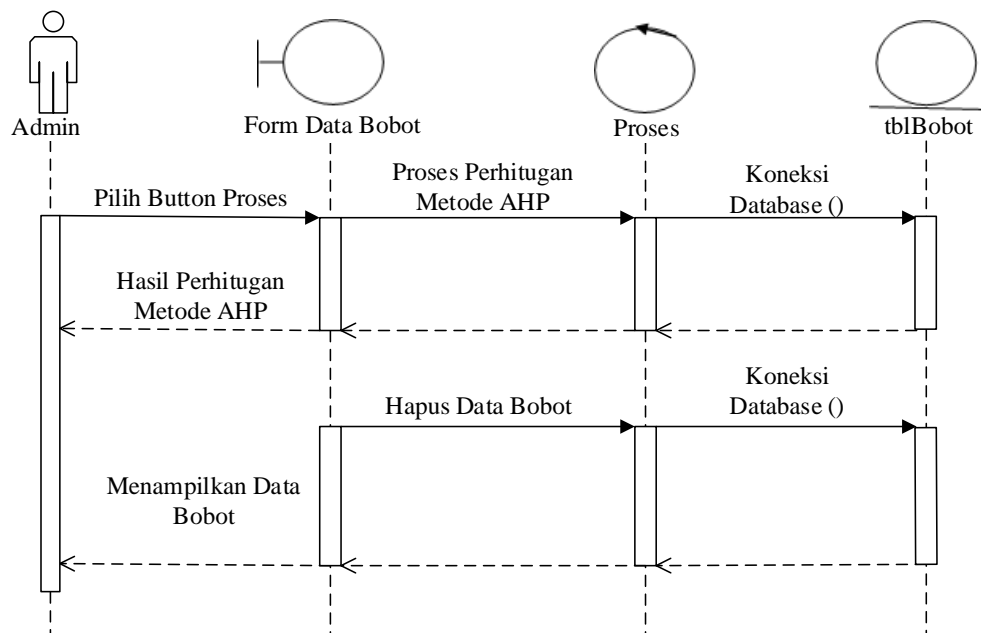 Admin
Form Data Bobot
Proses
tblBobot
Pilih Button Proses
Proses Perhitugan
Metode AHP
Koneksi
Database ()
Hasil Perhitugan
Metode AHP
Hapus Data Bobot
Koneksi
Database ()
Menampilkan Data
Bobot